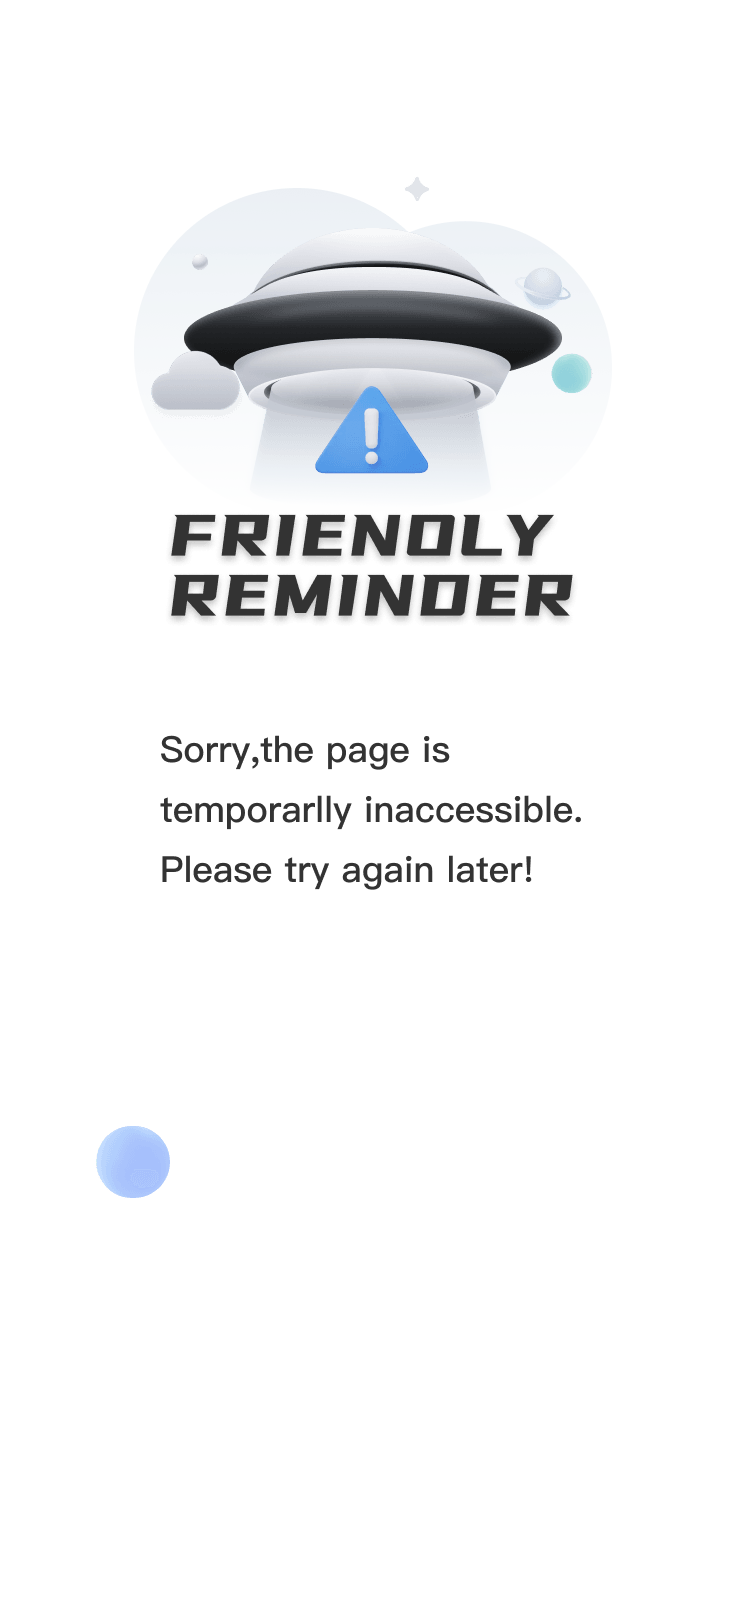 FRIENDLY
REMINDER
Sorry,the page is
temporarlly inaccessible.
Please try again later!